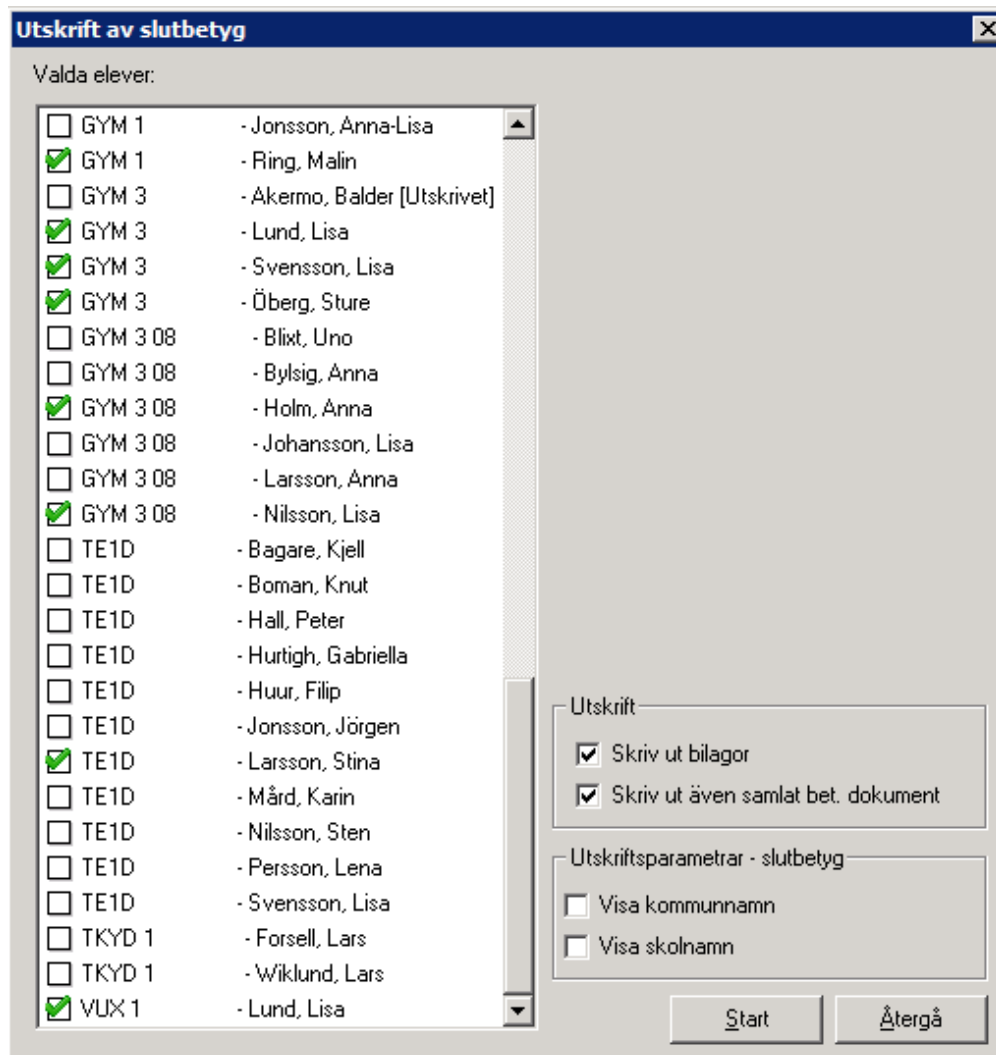 Utskrift av slutbetyg
Valda elever:
GYM 1 - Jonsson, Anna-Lisa
GYM 1 - Ring, Malin
GYM 3 - Akermo, Balder [Utskrivet]
GYM 3 - Lund, Lisa
GYM 3 - Svensson, Lisa
GYM 3 - Öberg, Sture
GYM 3 08 - Blixt, Uno
GYM 3 08 - Bylsig, Anna
GYM 3 08 - Holm, Anna
GYM 3 08 - Johansson, Lisa
GYM 3 08 - Larsson, Anna
GYM 3 08 - Nilsson, Lisa
TE1D - Bagare, Kjell
TE1D - Boman, Knut
TE1D - Hall, Peter
TE1D - Hurtigh, Gabriella
TE1D - Huur, Filip
TE1D - Jonsson, Jörgen
TE1D - Larsson, Stina
TE1D - Mård, Karin
TE1D - Nilsson, Sten
TE1D - Persson, Lena
TE1D - Svensson, Lisa
TKYD 1 - Forsell, Lars
TKYD 1 - Wiklund, Lars
VUX 1 - Lund, Lisa
Utskrift
Skriv ut bilagor
Skriv ut även samlat bet. dokument
Utskriftsparametrar - slutbetyg
Visa kommunnamn
Visa skolnamn
Start
Återgå